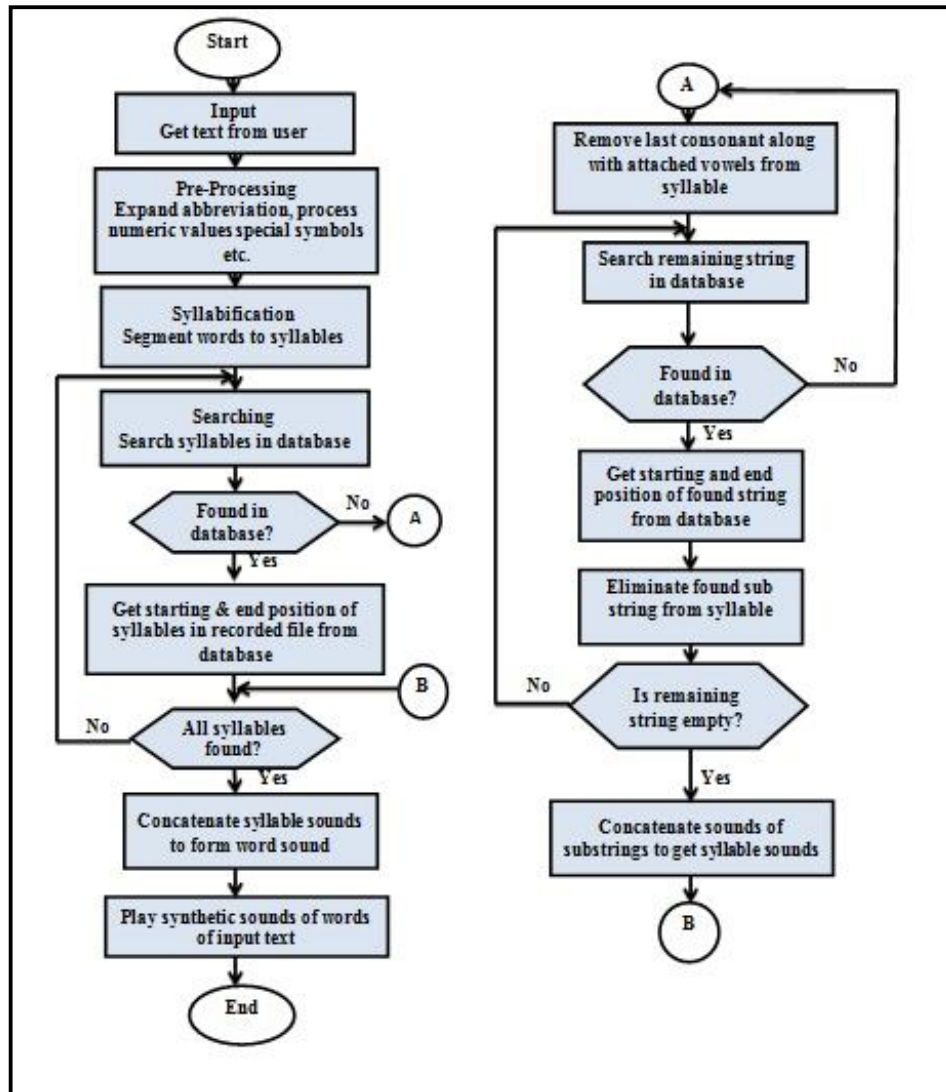 Start
Input
Get text from user
Pre-Processing
Expand abbreviation, process
numeric values special symbols
etc.
Syllabification
Segment words to syllables
Searching
Search syllables in database
Found in
database?
No
A
Yes
Get starting & end position of
syllables in recorded file from
database
B
All syllables
found?
No
Yes
Concatenate syllable sounds
to form word sound
Play synthetic sounds of words
of input text
End
A
Remove last consonant along
with attached vowels from
syllable
Search remaining string
in database
Found in
database?
No
Yes
Get starting and end
position of found string
from database
Eliminate found sub
string from syllable
Is remaining
string empty?
No
Yes
Concatenate sounds of
substrings to get syllable sounds
B